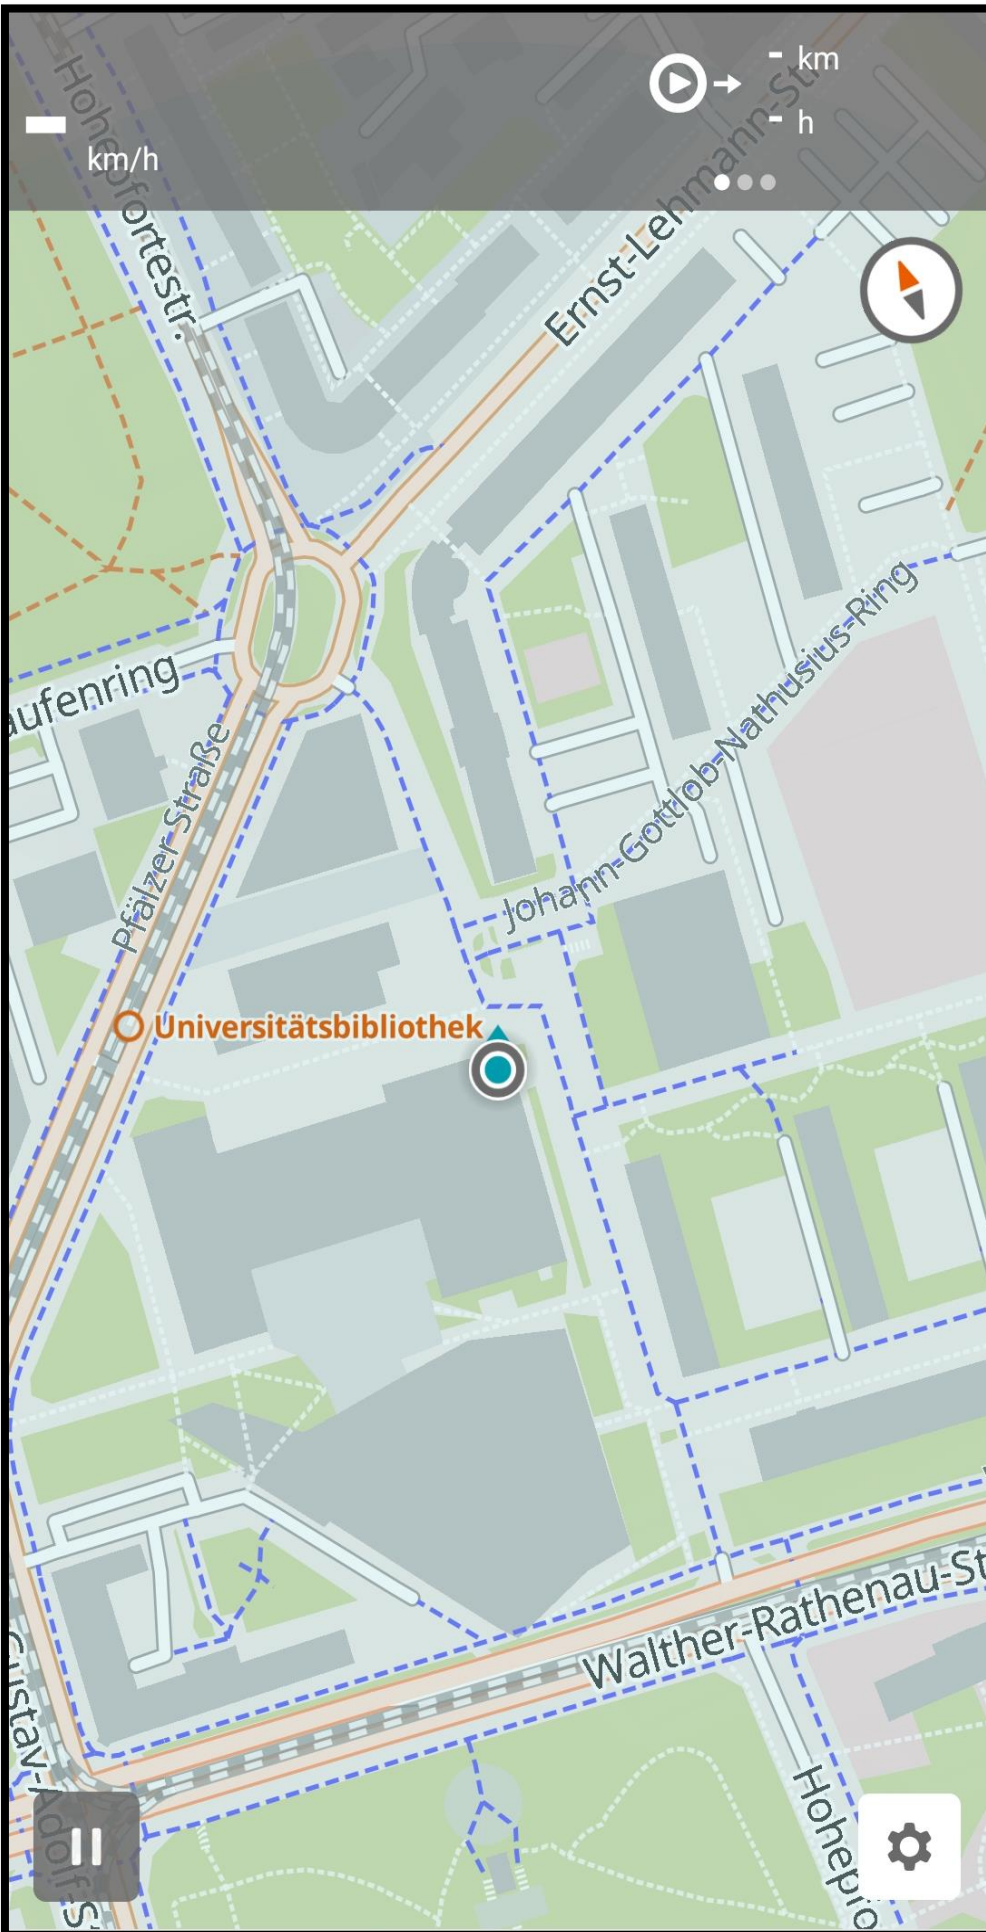 - km
- h
-
km/h
Hohepfortestr.
Ernst-Lehmann-Str.
aufenring
Pfälzer Straße
Johann-Gottlob-Nathusius-Ring
Universitätsbibliothek
Walther-Rathenau-St
Gustav-Adolf-S
Hohepfo